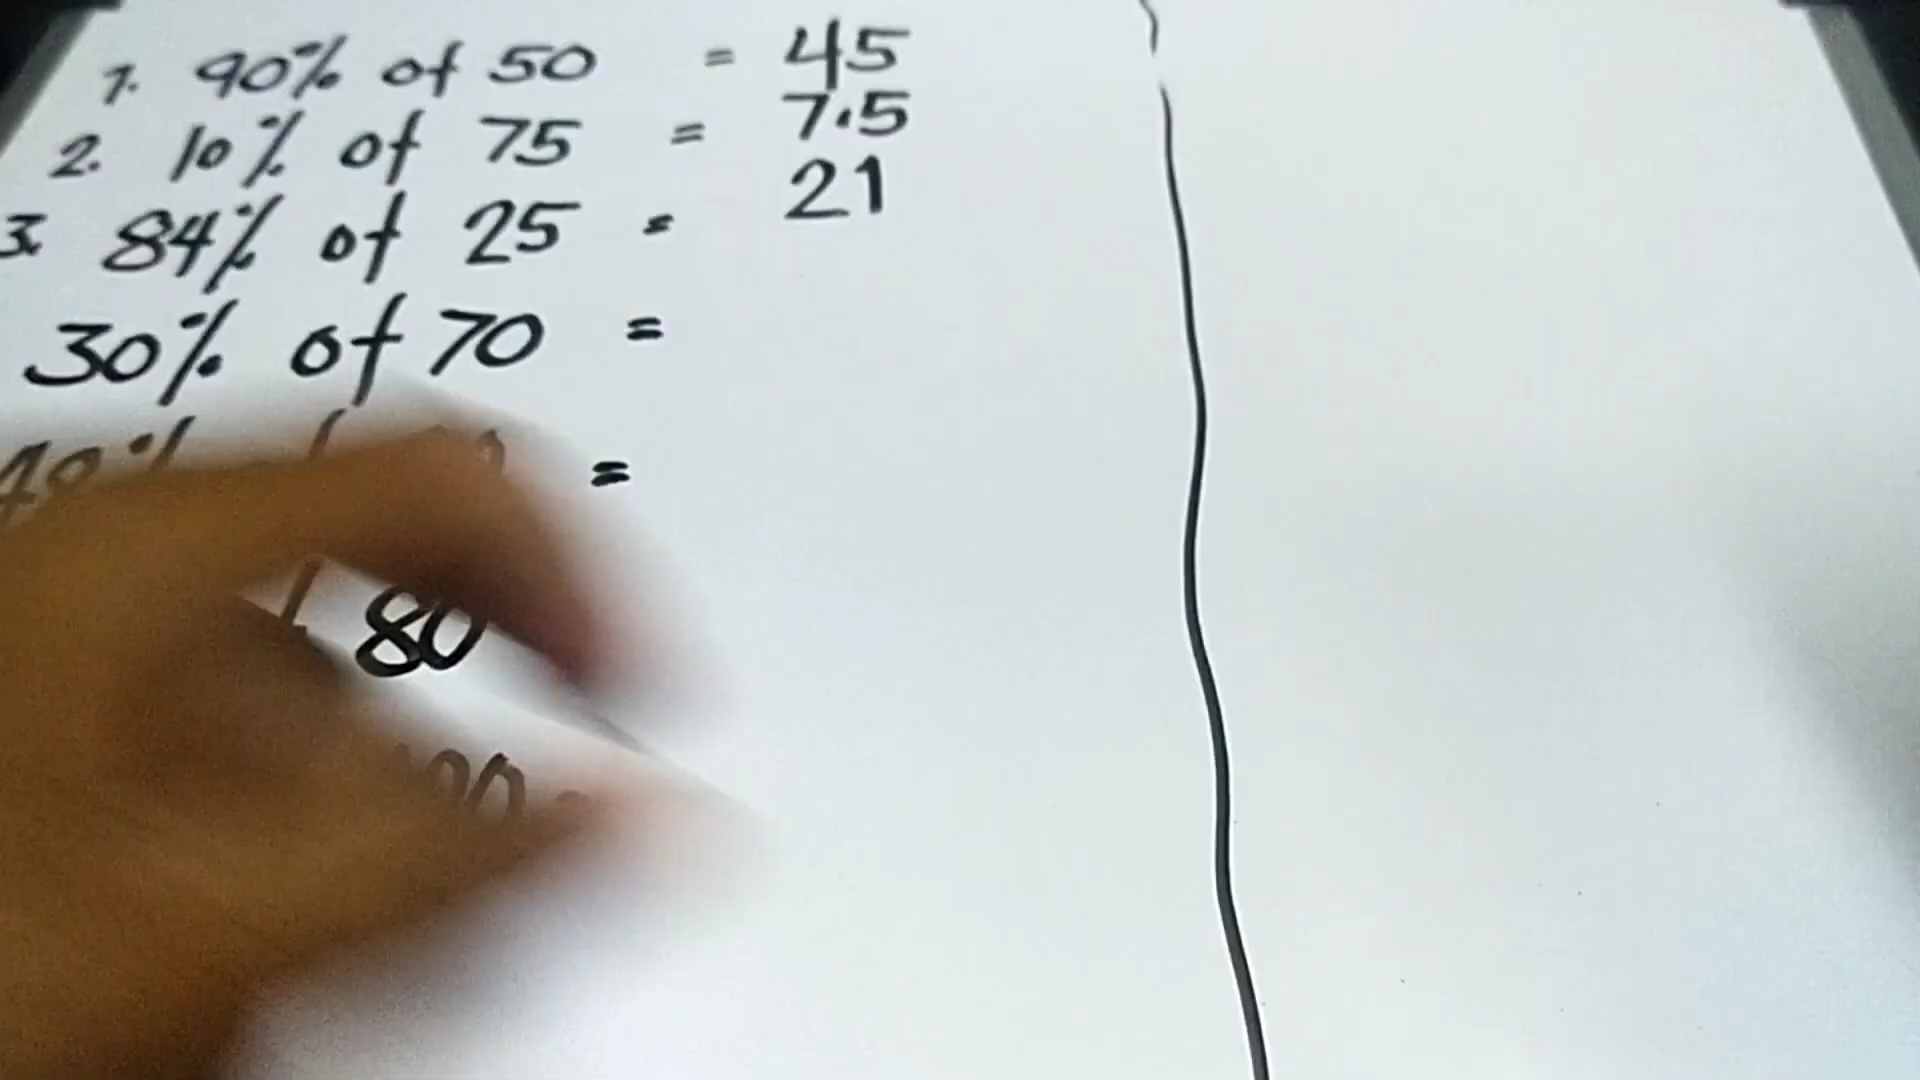 1. 90% of 50 = 45
2. 10% of 75 = 7.5
3. 84% of 25 = 21
30% of 70 =
=
80